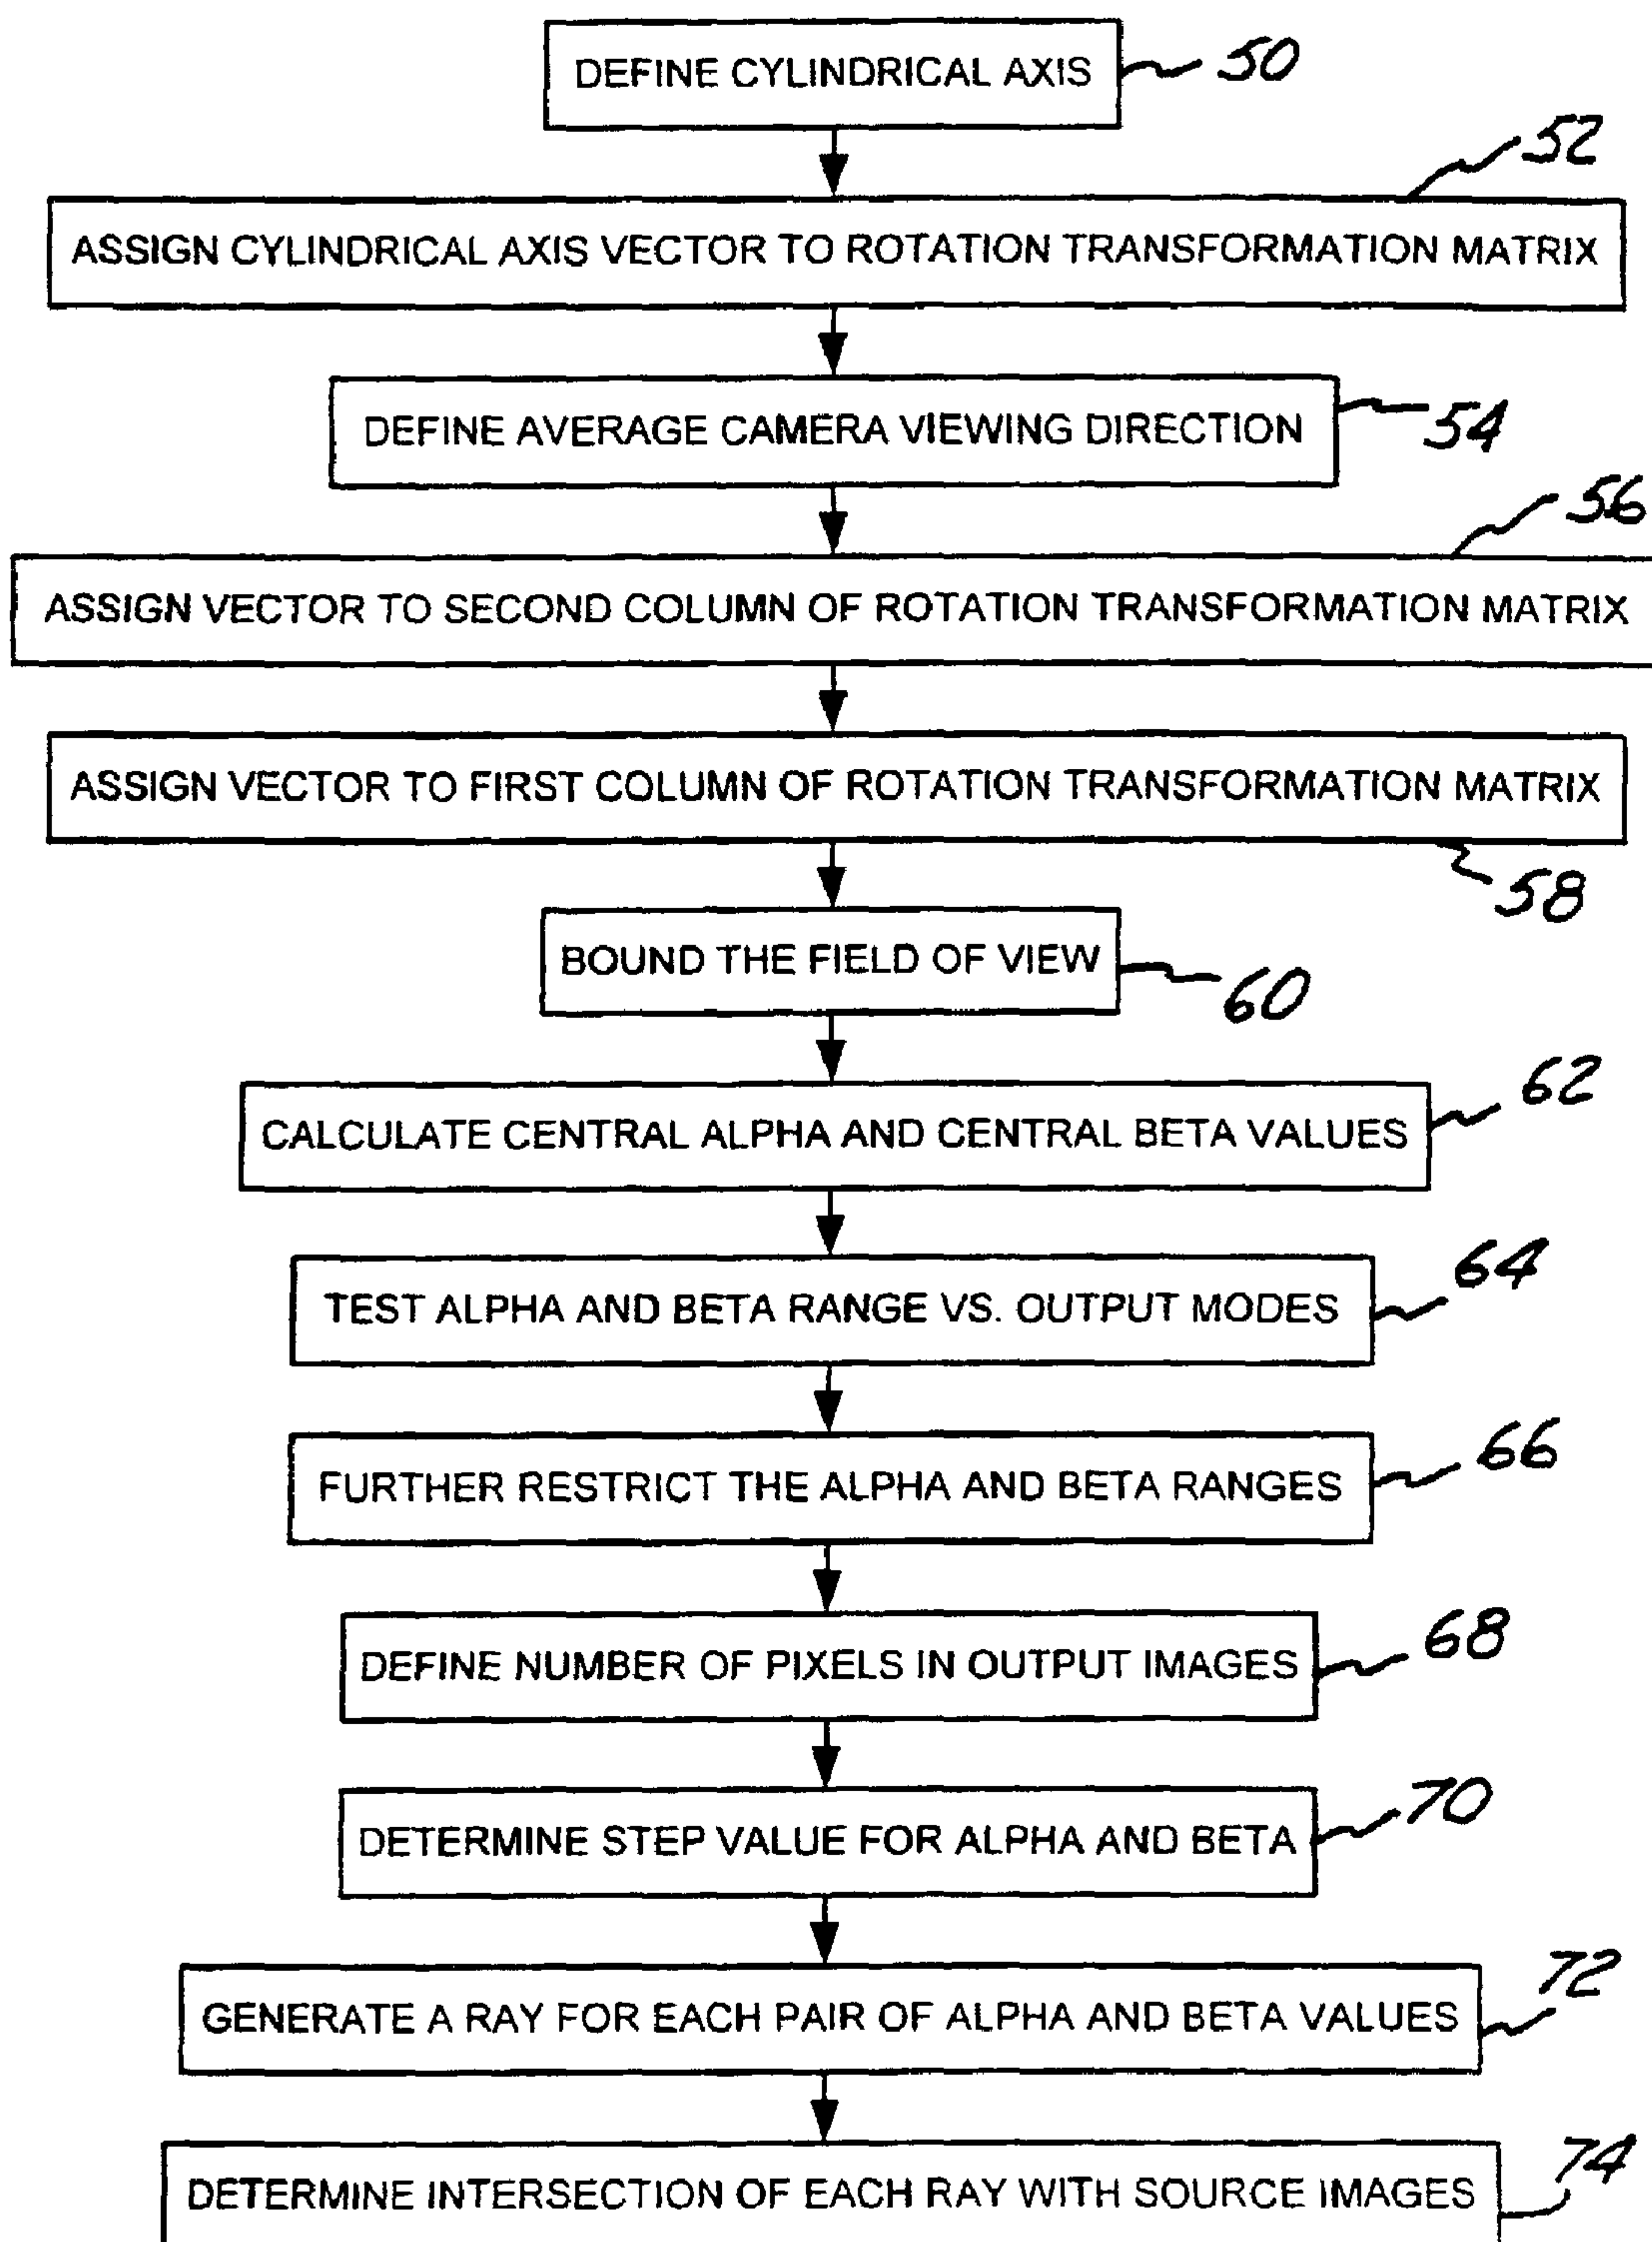 DEFINE CYLINDRICAL AXIS 50
52
ASSIGN CYLINDRICAL AXIS VECTOR TO ROTATION TRANSFORMATION MATRIX
DEFINE AVERAGE CAMERA VIEWING DIRECTION 54
56
ASSIGN VECTOR TO SECOND COLUMN OF ROTATION TRANSFORMATION MATRIX
ASSIGN VECTOR TO FIRST COLUMN OF ROTATION TRANSFORMATION MATRIX
58
BOUND THE FIELD OF VIEW 60
CALCULATE CENTRAL ALPHA AND CENTRAL BETA VALUES 62
TEST ALPHA AND BETA RANGE VS. OUTPUT MODES 64
FURTHER RESTRICT THE ALPHA AND BETA RANGES 66
DEFINE NUMBER OF PIXELS IN OUTPUT IMAGES 68
DETERMINE STEP VALUE FOR ALPHA AND BETA 70
GENERATE A RAY FOR EACH PAIR OF ALPHA AND BETA VALUES 72
DETERMINE INTERSECTION OF EACH RAY WITH SOURCE IMAGES 74